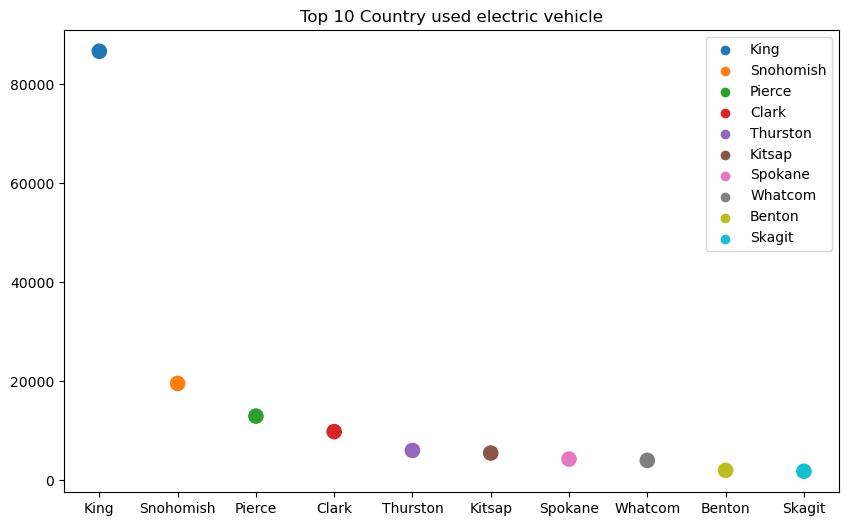 Top 10 Country used electric vehicle
80000
60000
40000
20000
0
King
Snohomish
Pierce
Clark
Thurston
Kitsap
Spokane
Whatcom
Benton
Skagit
King Snohomish Pierce Clark Thurston Kitsap Spokane Whatcom Benton Skagit